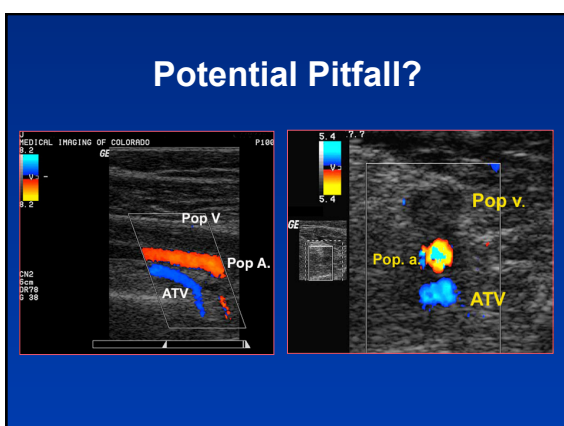 Potential Pitfall?
MEDICAL IMAGING OF COLORADO P100
8.2
GE
V
8.2
Pop V
Pop A.
ATV
CN2
6cm
DR78
G 38
5.4 .?.?
V
5.4
GE
Pop v.
Pop. a.
ATV